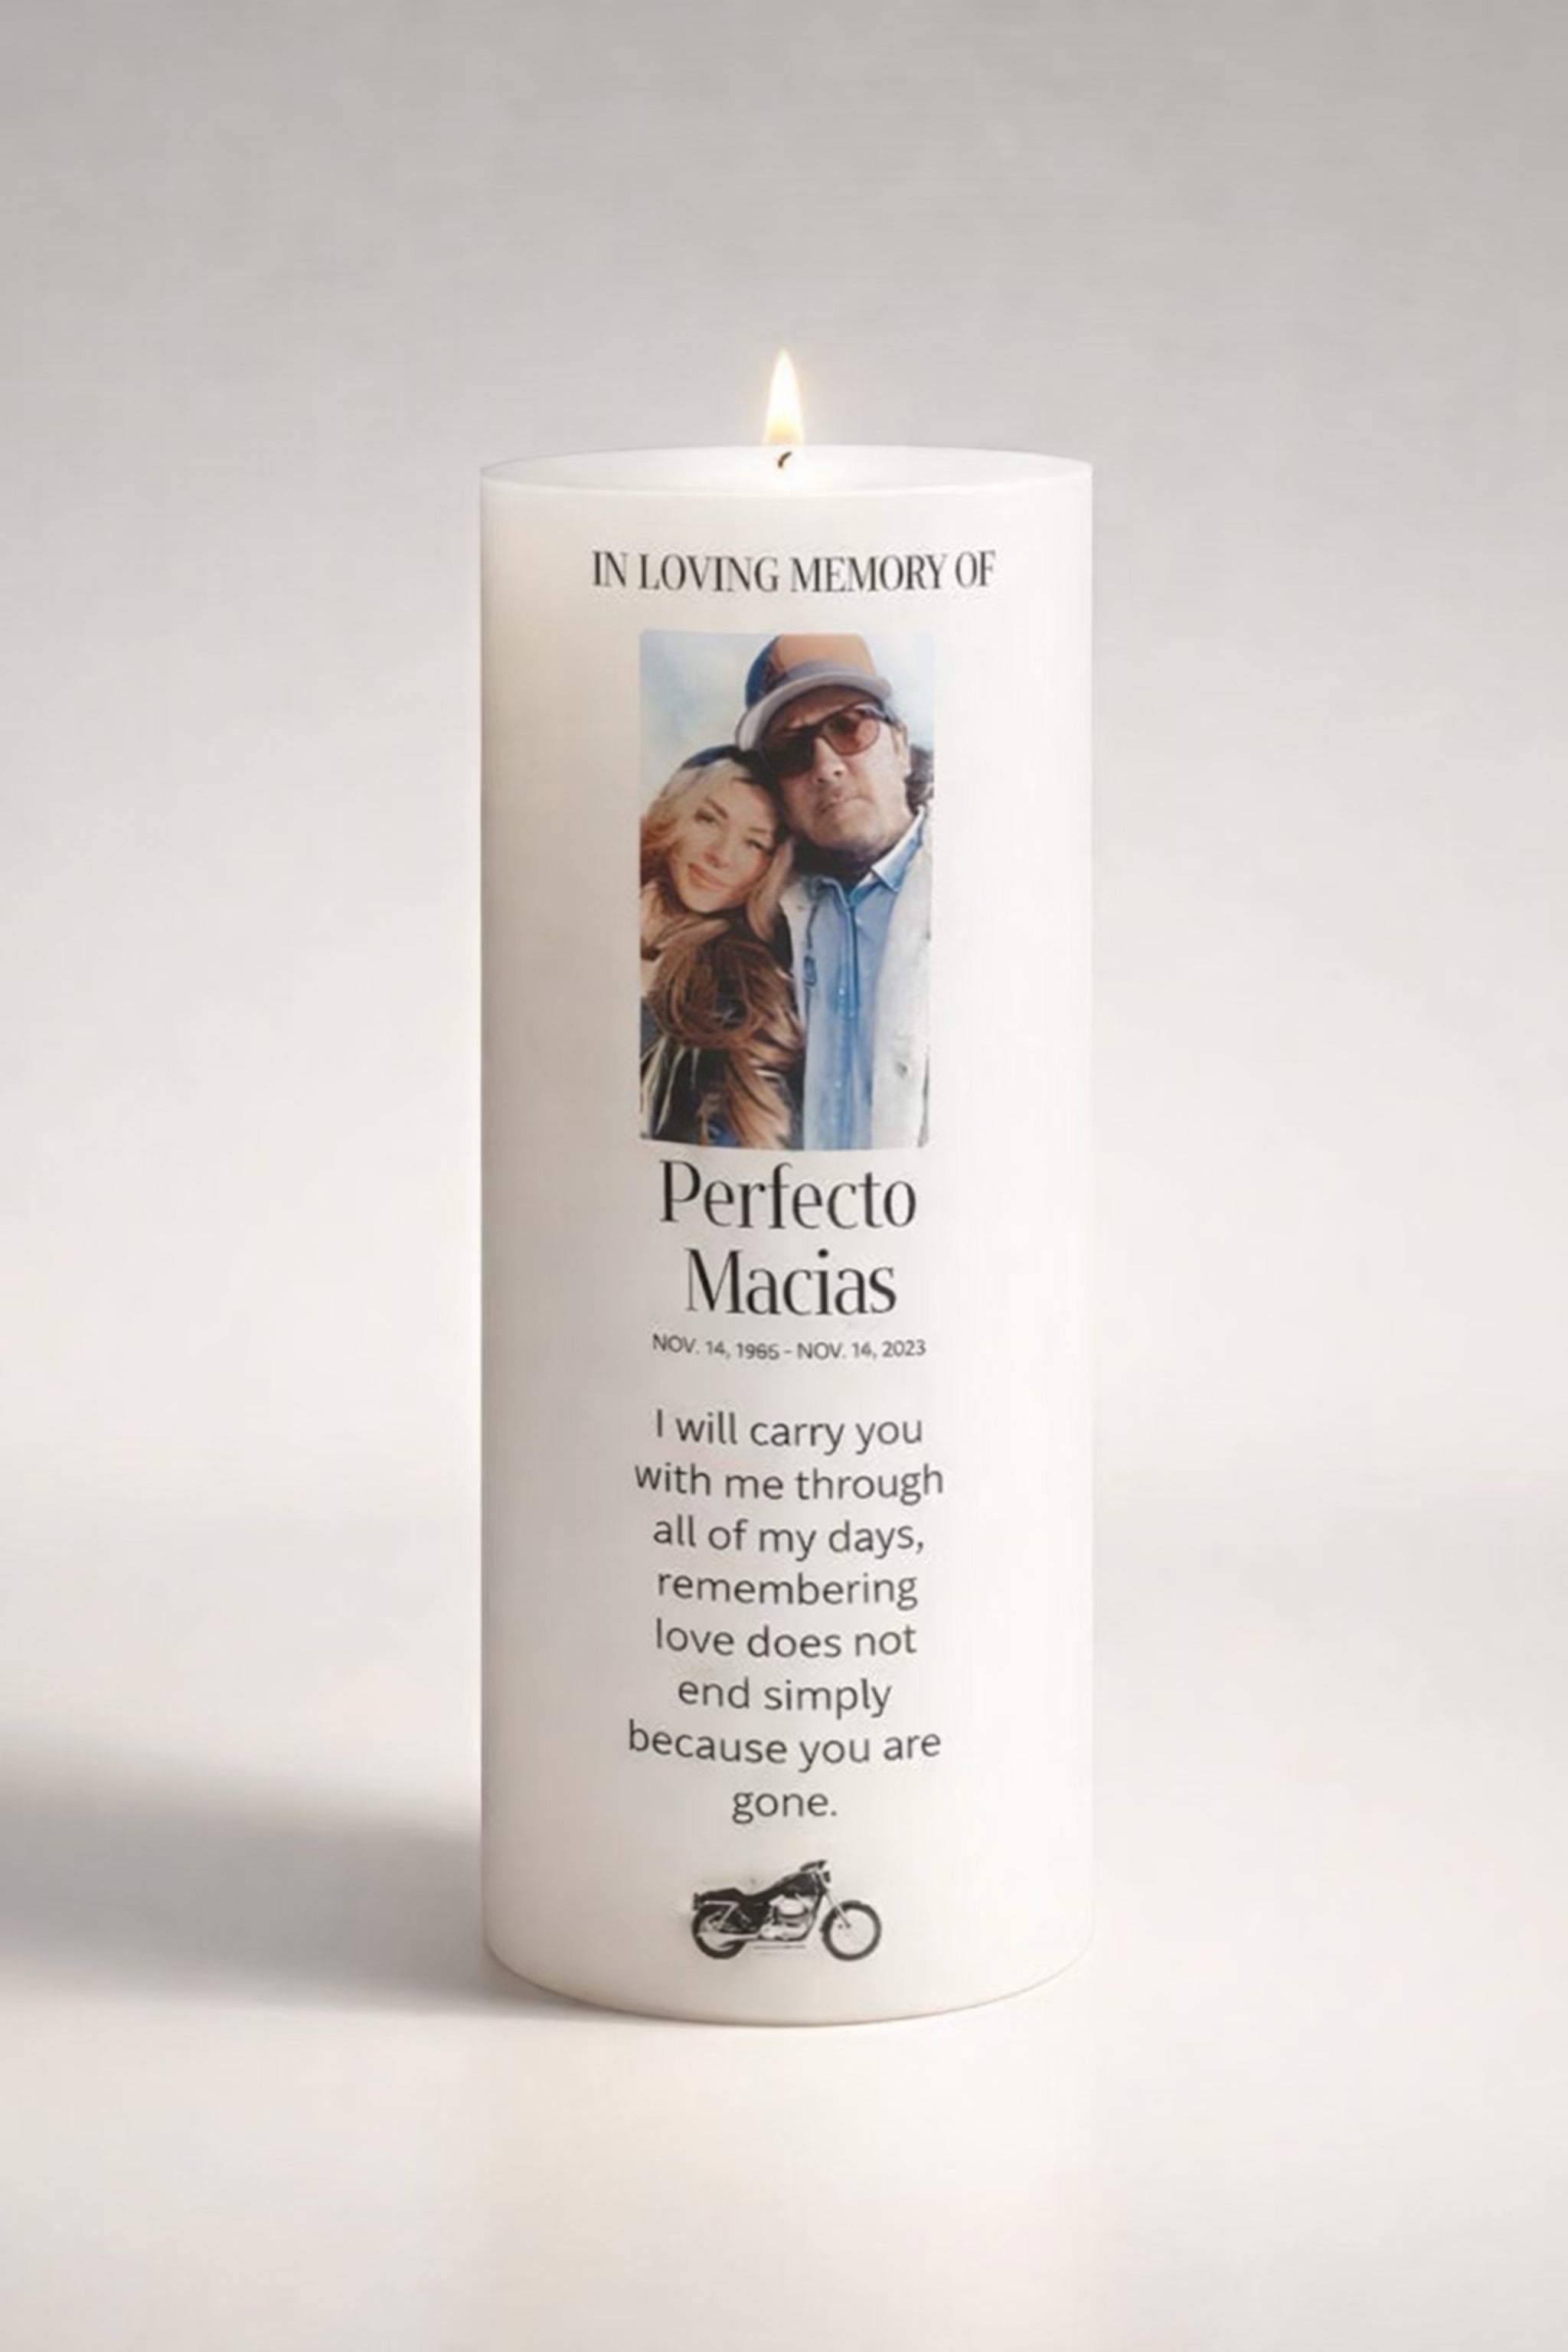 IN LOVING MEMORY OF
Perfecto
Macias
NOV. 14, 1965 - NOV. 14, 2023
I will carry you
with me through
all of my days,
remembering
love does not
end simply
because you are
gone.